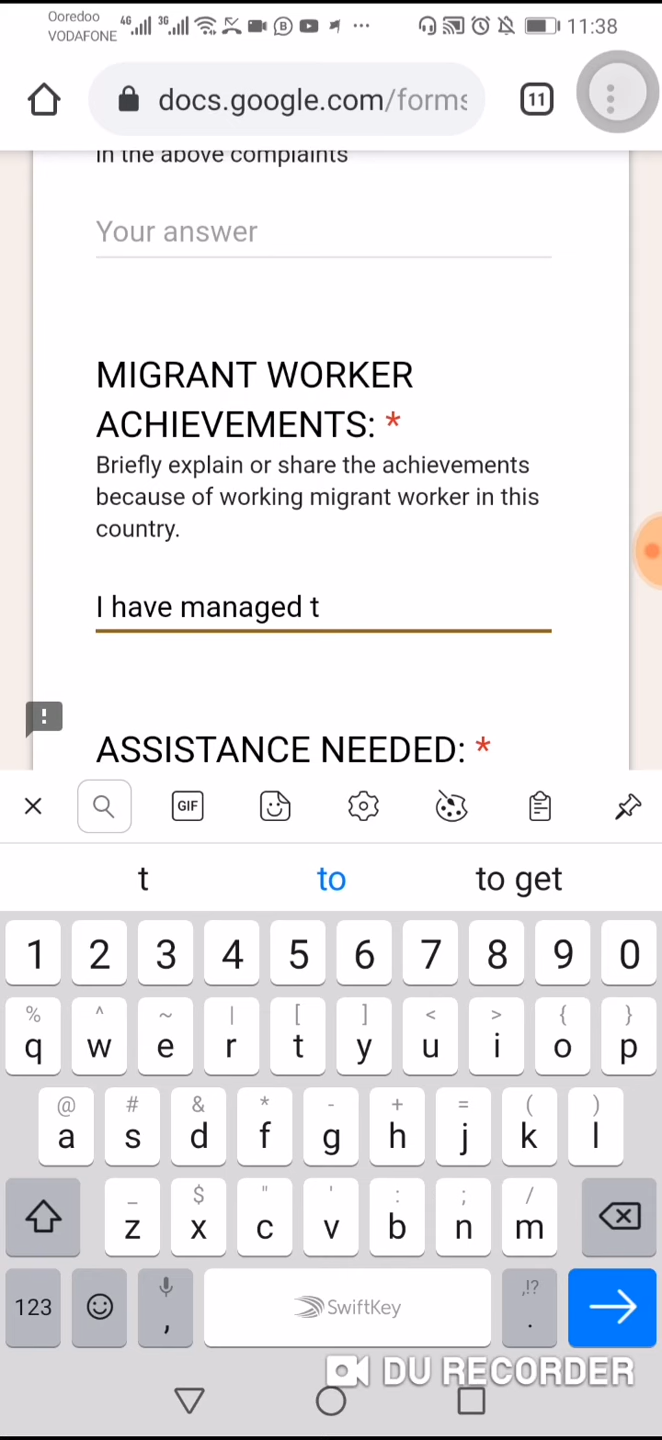 Ooredoo
VODAFONE
4G 3G B ... 11:38
docs.google.com/forms
11
in the above complaints
Your answer
MIGRANT WORKER
ACHIEVEMENTS: *
Briefly explain or share the achievements
because of working migrant worker in this
country.
I have managed t
!
ASSISTANCE NEEDED: *
GIF
t to to get
1 2 3 4 5 6 7 8 9 0
% ^ ~ | [ ] < > { }
q w e r t y u i o p
@ # & * - + = ( )
a s d f g h j k l
_ $ " ' : ; /
z x c v b n m
123 , SwiftKey ,!? .
DU RECORDER